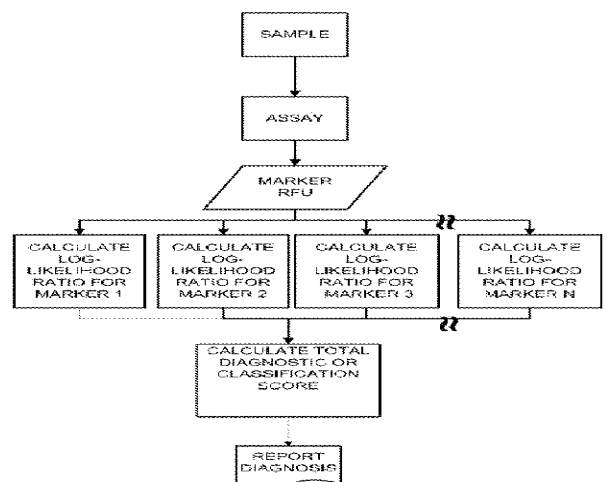 SAMPLE
ASSAY
MARKER
RFU
CALCULATE
LOG-
LIKELIHOOD
RATIO FOR
MARKER 1
CALCULATE
LOG-
LIKELIHOOD
RATIO FOR
MARKER 2
CALCULATE
LOG-
LIKELIHOOD
RATIO FOR
MARKER 3
CALCULATE
LOG-
LIKELIHOOD
RATIO FOR
MARKER N
CALCULATE TOTAL
DIAGNOSTIC OR
CLASSIFICATION
SCORE
REPORT
DIAGNOSIS